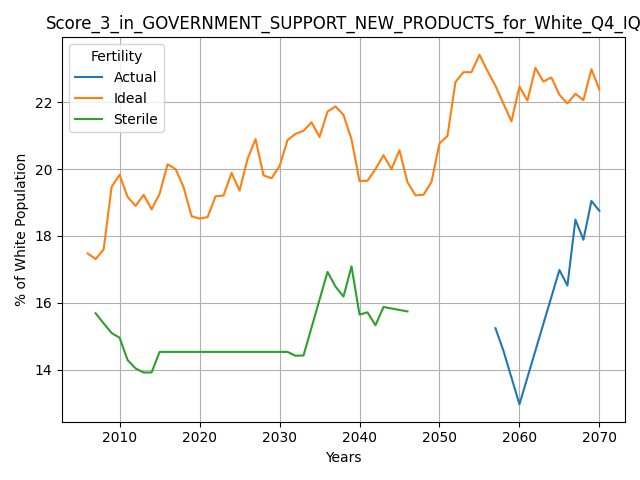 Score_3_in_GOVERNMENT_SUPPORT_NEW_PRODUCTS_for_White_Q4_IQ
Fertility
Actual
Ideal
Sterile
% of White Population
22
20
18
16
14
2010 2020 2030 2040 2050 2060 2070
Years